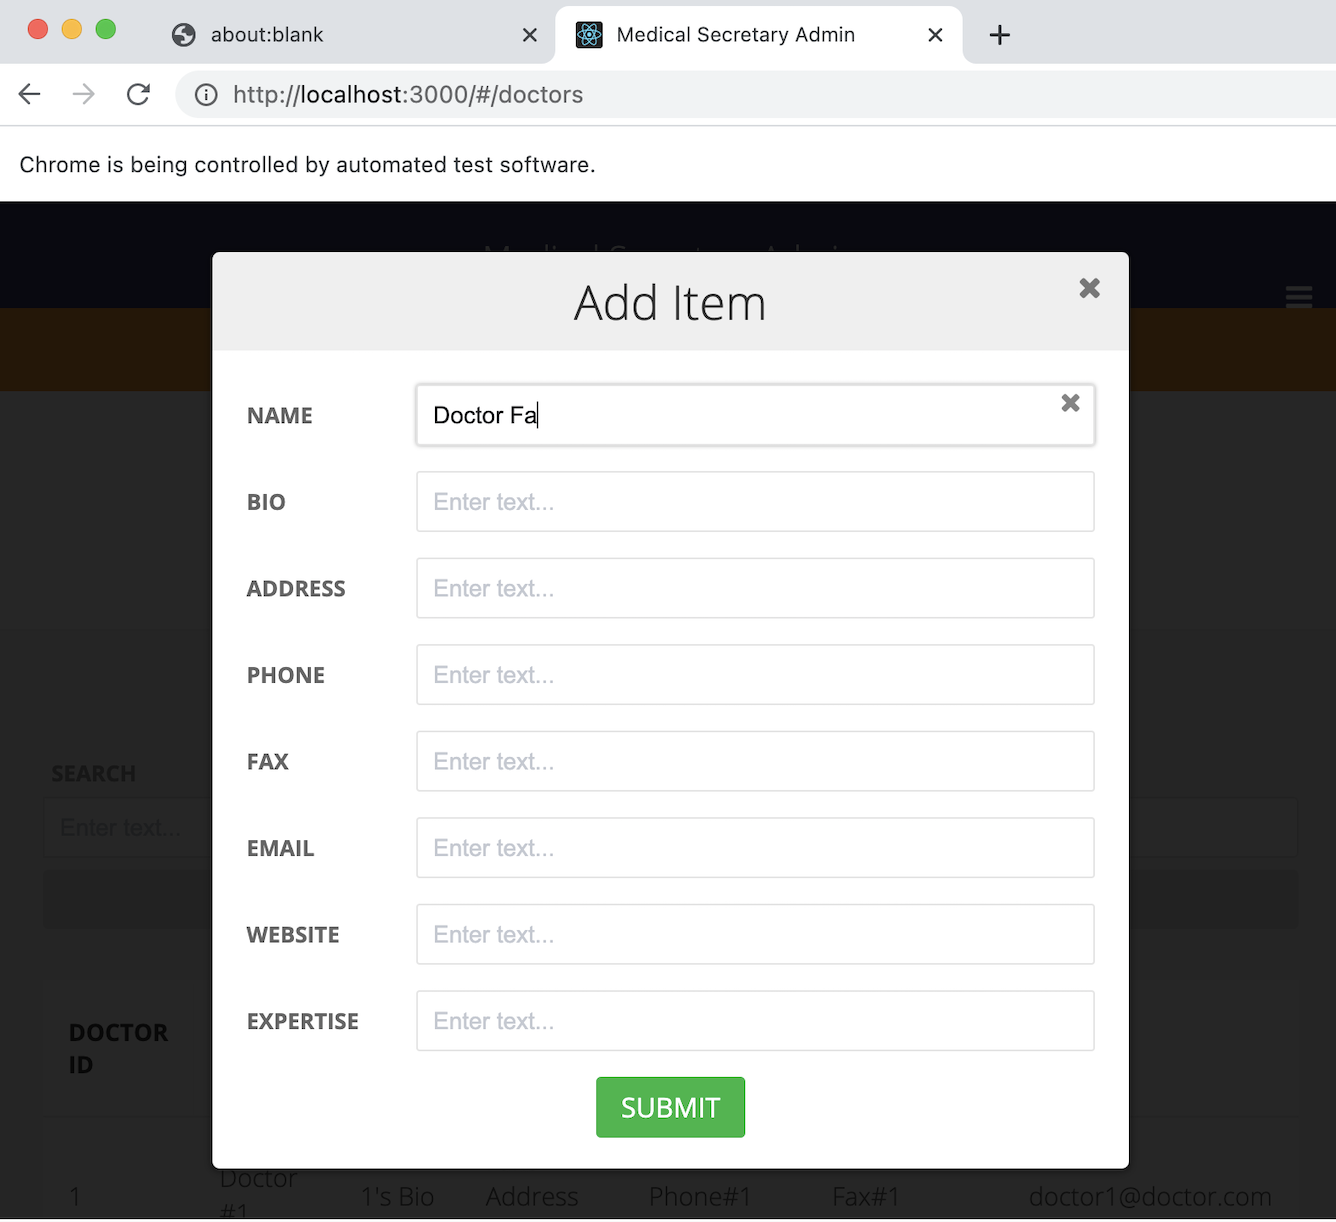 about:blank
Medical Secretary Admin
http://localhost:3000/#/doctors
Chrome is being controlled by automated test software.
Medical Secretary Admin
Add Item
NAME
Doctor Fa
BIO
Enter text...
ADDRESS
Enter text...
PHONE
Enter text...
FAX
Enter text...
SEARCH
Enter text...
EMAIL
Enter text...
WEBSITE
Enter text...
EXPERTISE
Enter text...
DOCTOR
ID
SUBMIT
1
Doctor
#1
1's Bio
Address
Phone#1
Fax#1
doctor1@doctor.com